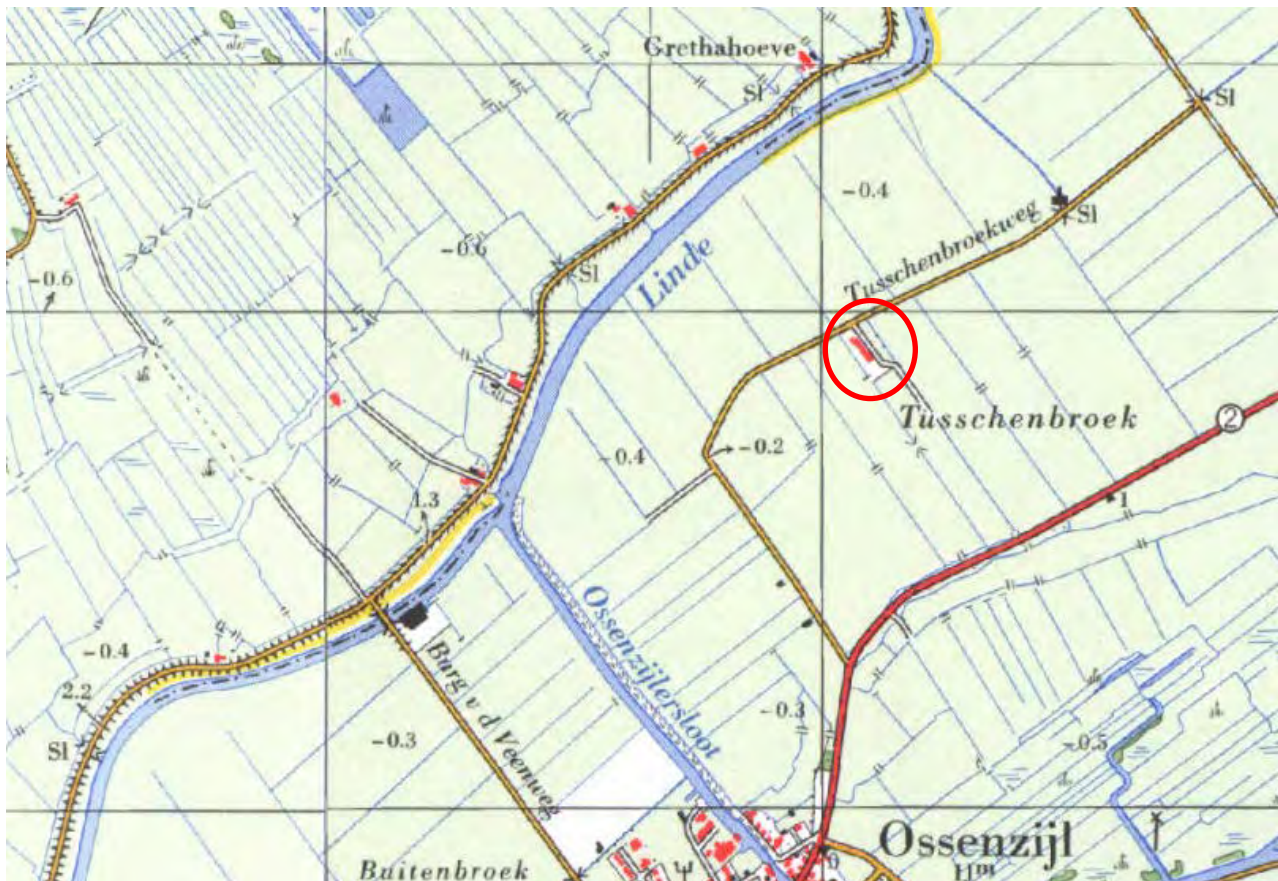 Grethahoeve
Sl
Sl
-0.4
Sl
Tusschenbroekweg
-0.6
-0.6
Sl
Linde
Tusschenbroek
2
-0.4
-0.2
1.3
1
Ossenzijlersloot
-0.4
Burg v d Veenweg
2.2
-0.3
-0.3
-0.5
Sl
Ossenzijl
0
Buitenbroek
Hm